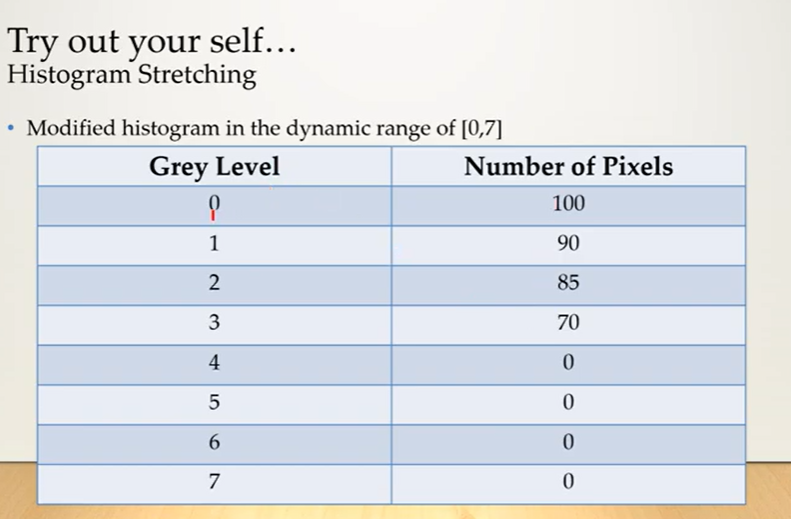 Try out your self…
Histogram Stretching
• Modified histogram in the dynamic range of [0,7]
Grey Level Number of Pixels
0 100
1 90
2 85
3 70
4 0
5 0
6 0
7 0